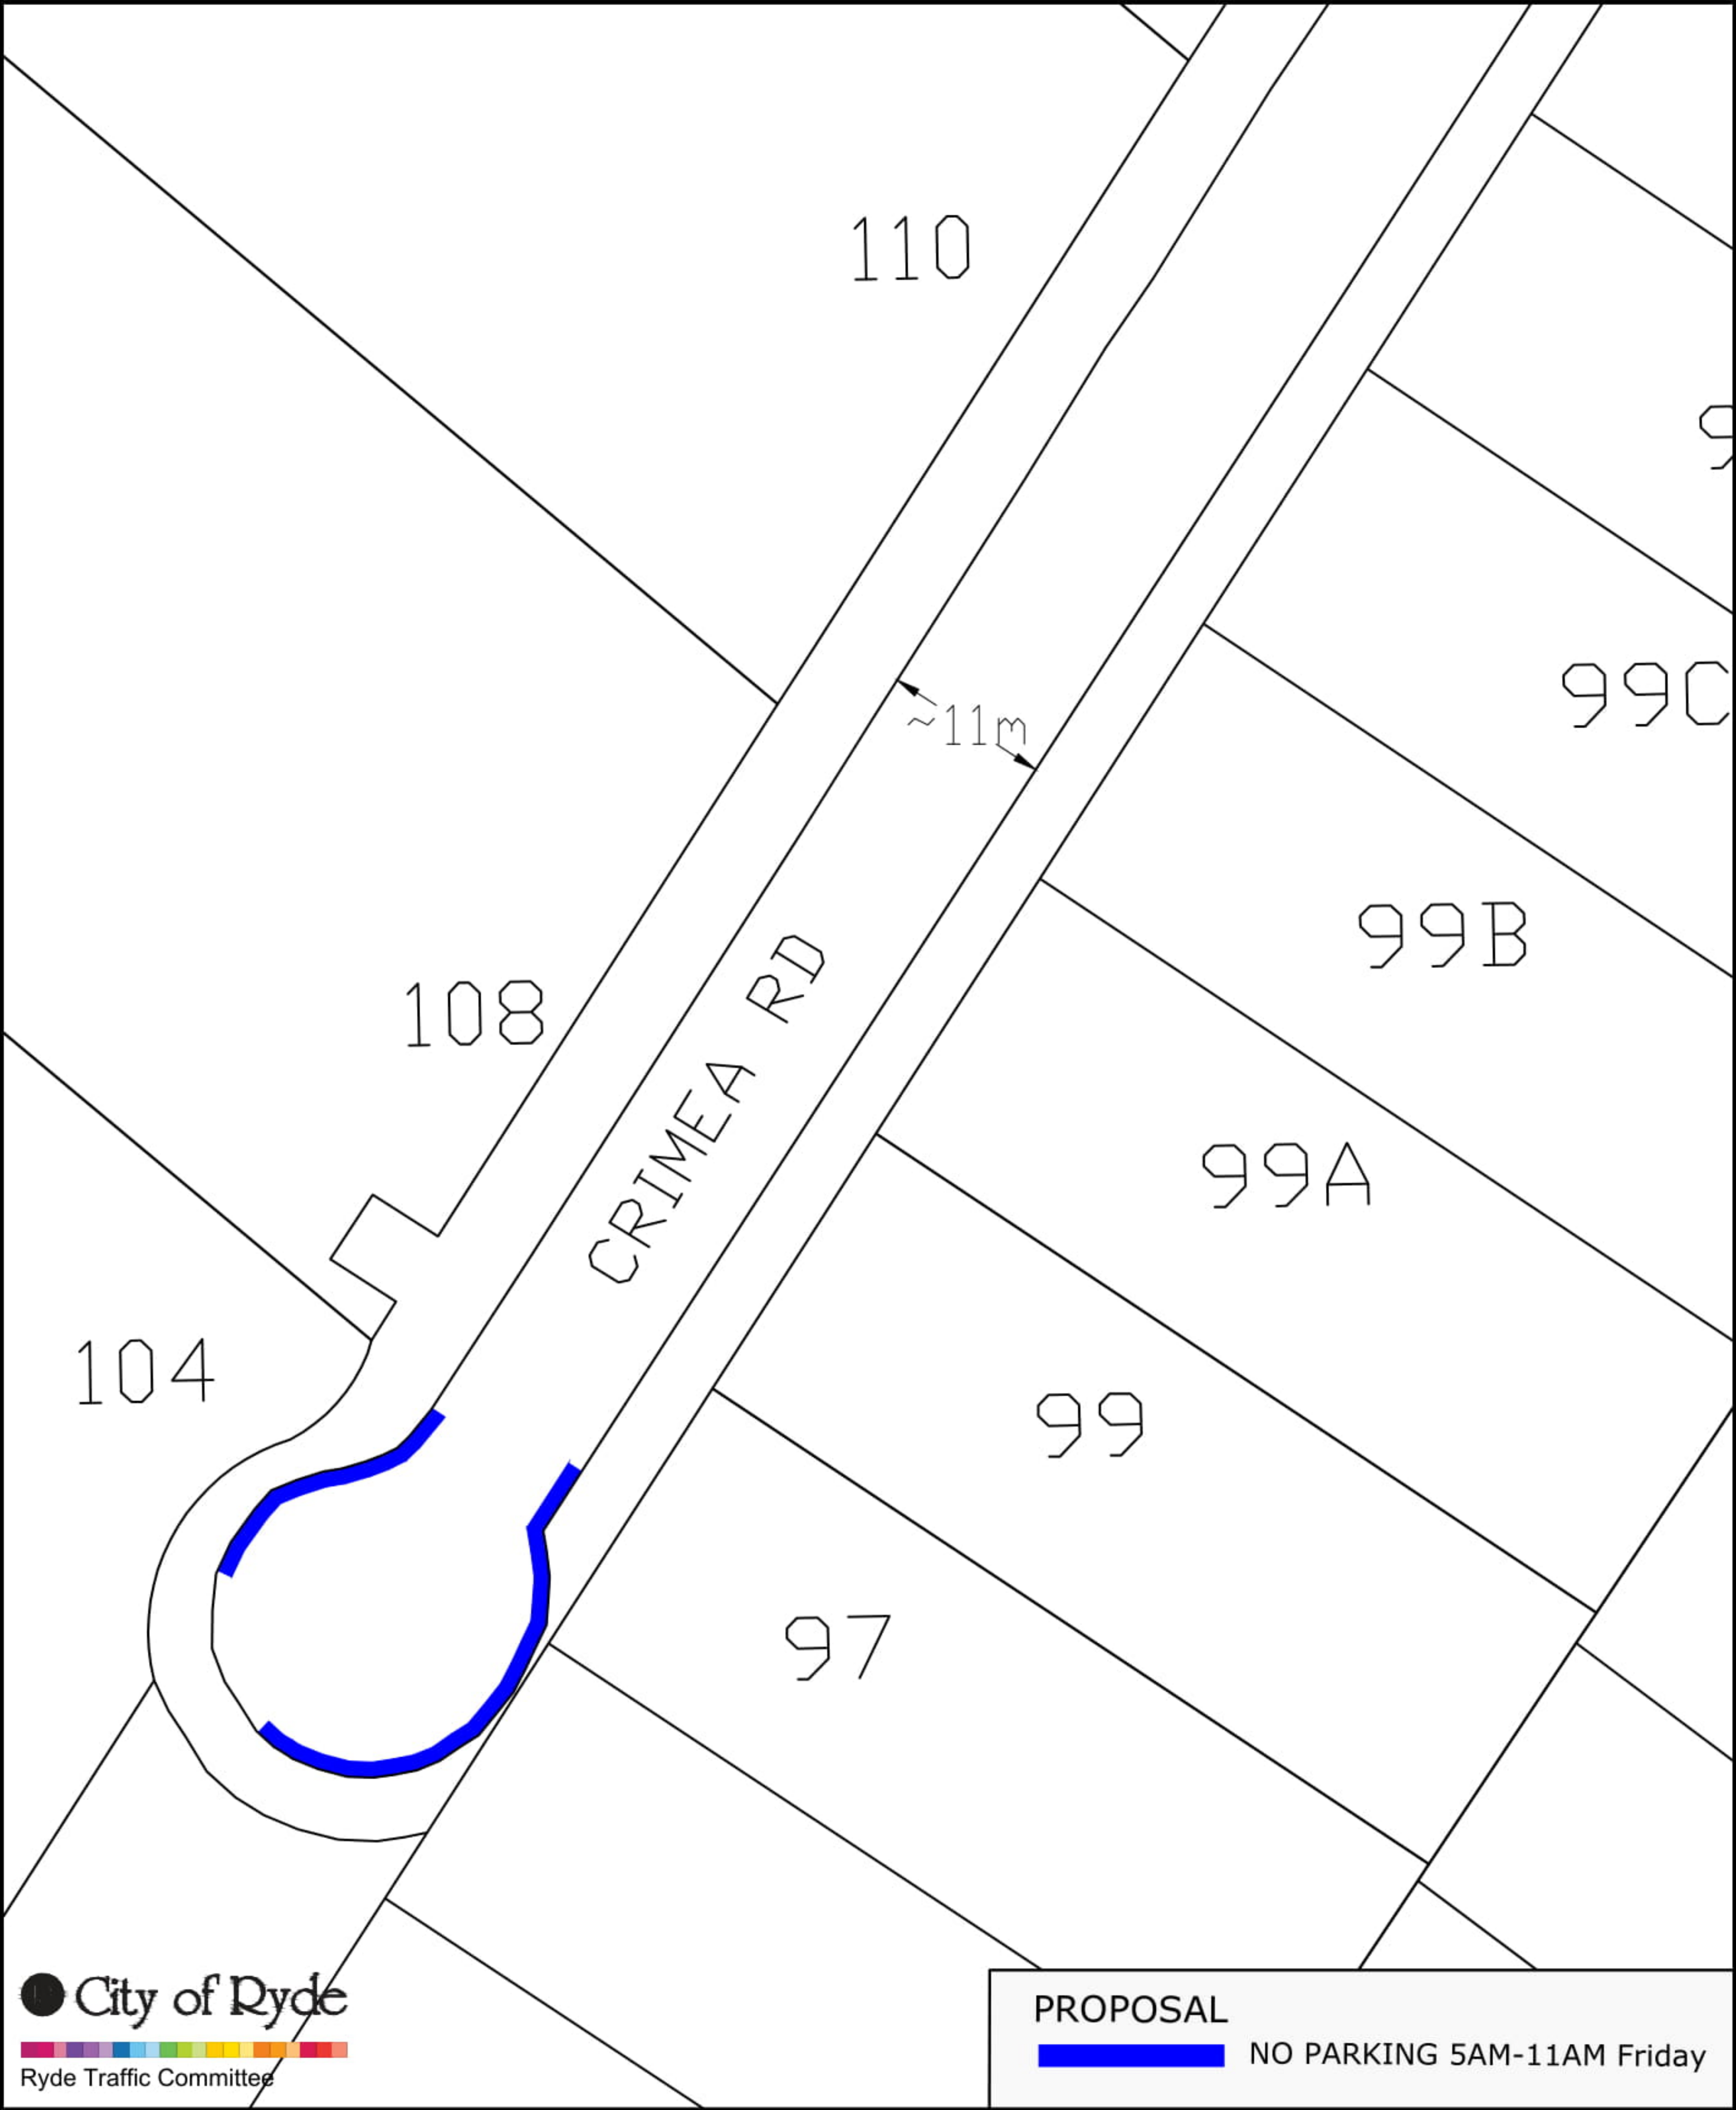 110
9
99C
~11m
99B
CRIMEA RD
108
99A
104
99
97
City of Ryde
Ryde Traffic Committee
PROPOSAL
NO PARKING 5AM-11AM Friday